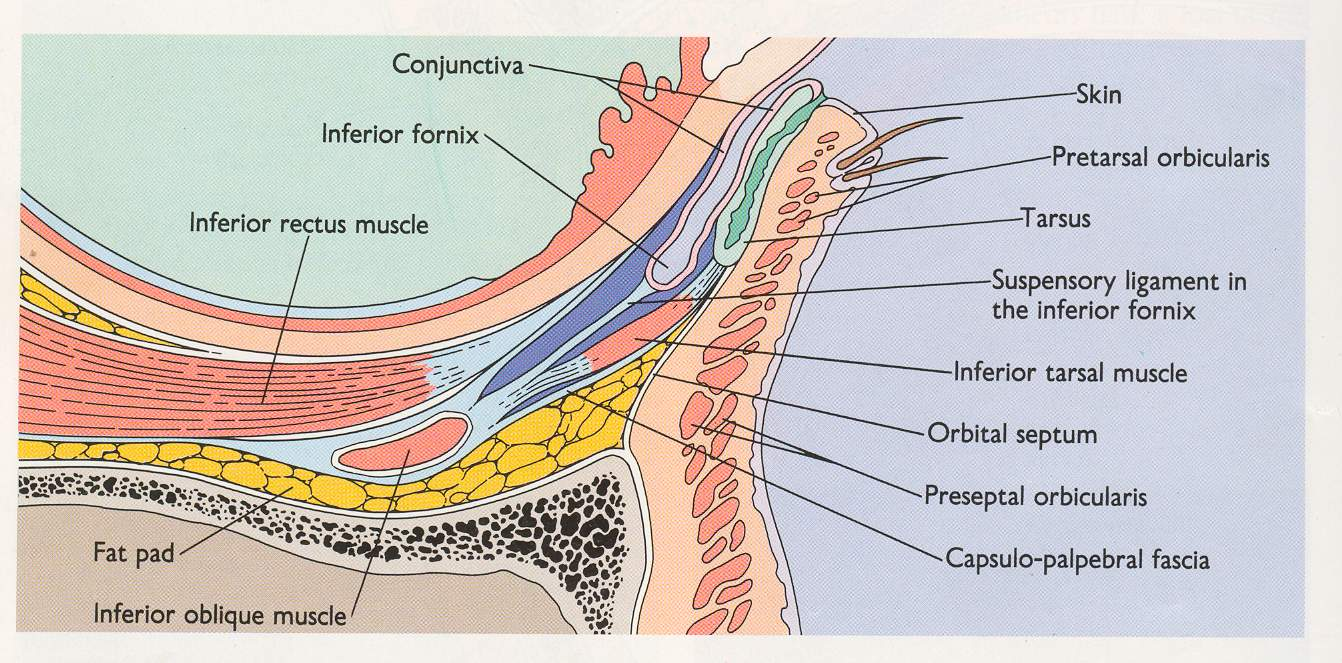 Conjunctiva
Inferior fornix
Inferior rectus muscle
Fat pad
Inferior oblique muscle
Skin
Pretarsal orbicularis
Tarsus
Suspensory ligament in
the inferior fornix
Inferior tarsal muscle
Orbital septum
Preseptal orbicularis
Capsulo-palpebral fascia